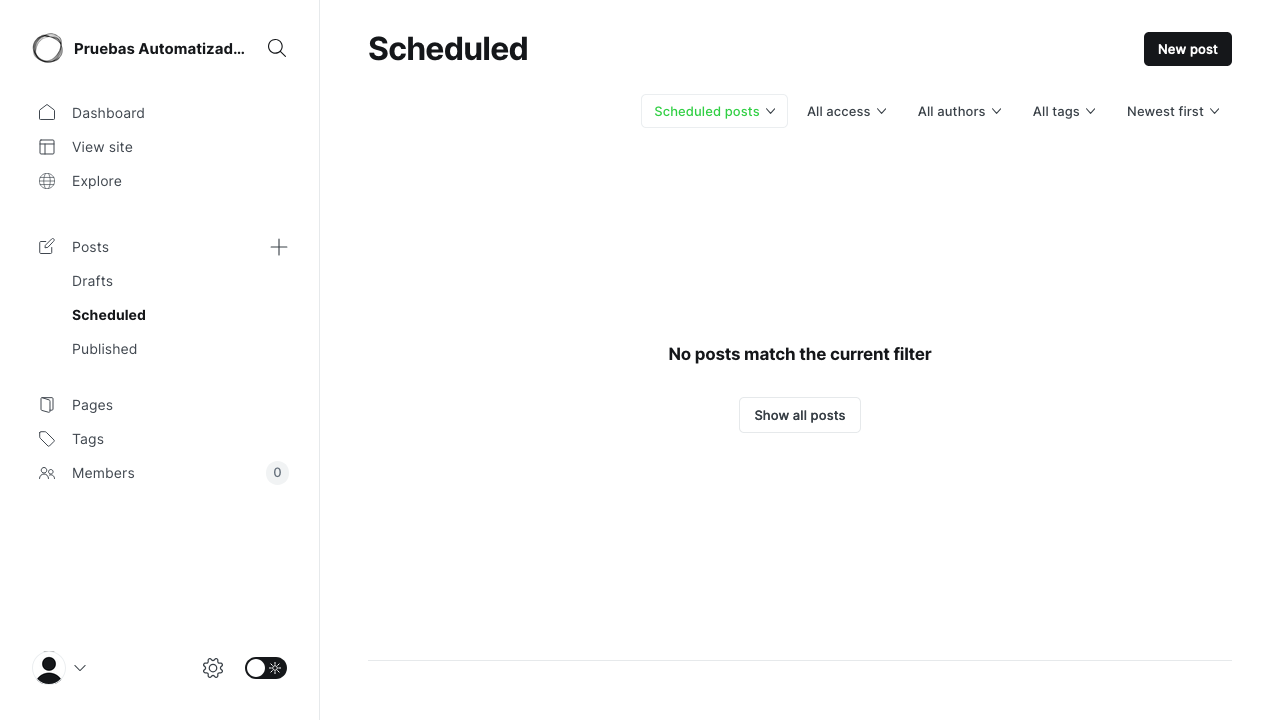 Pruebas Automatizad...
Dashboard
View site
Explore
Posts
Drafts
Scheduled
Published
Pages
Tags
Members
0
Scheduled
New post
Scheduled posts
All access
All authors
All tags
Newest first
No posts match the current filter
Show all posts